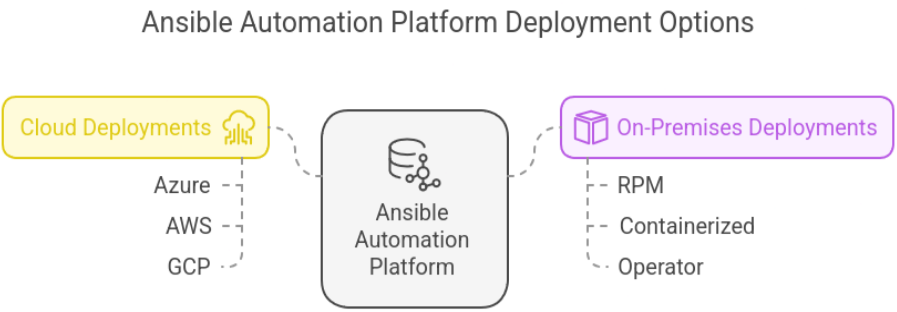 Ansible Automation Platform Deployment Options
Cloud Deployments
Azure
AWS
GCP
Ansible
Automation
Platform
On-Premises Deployments
RPM
Containerized
Operator